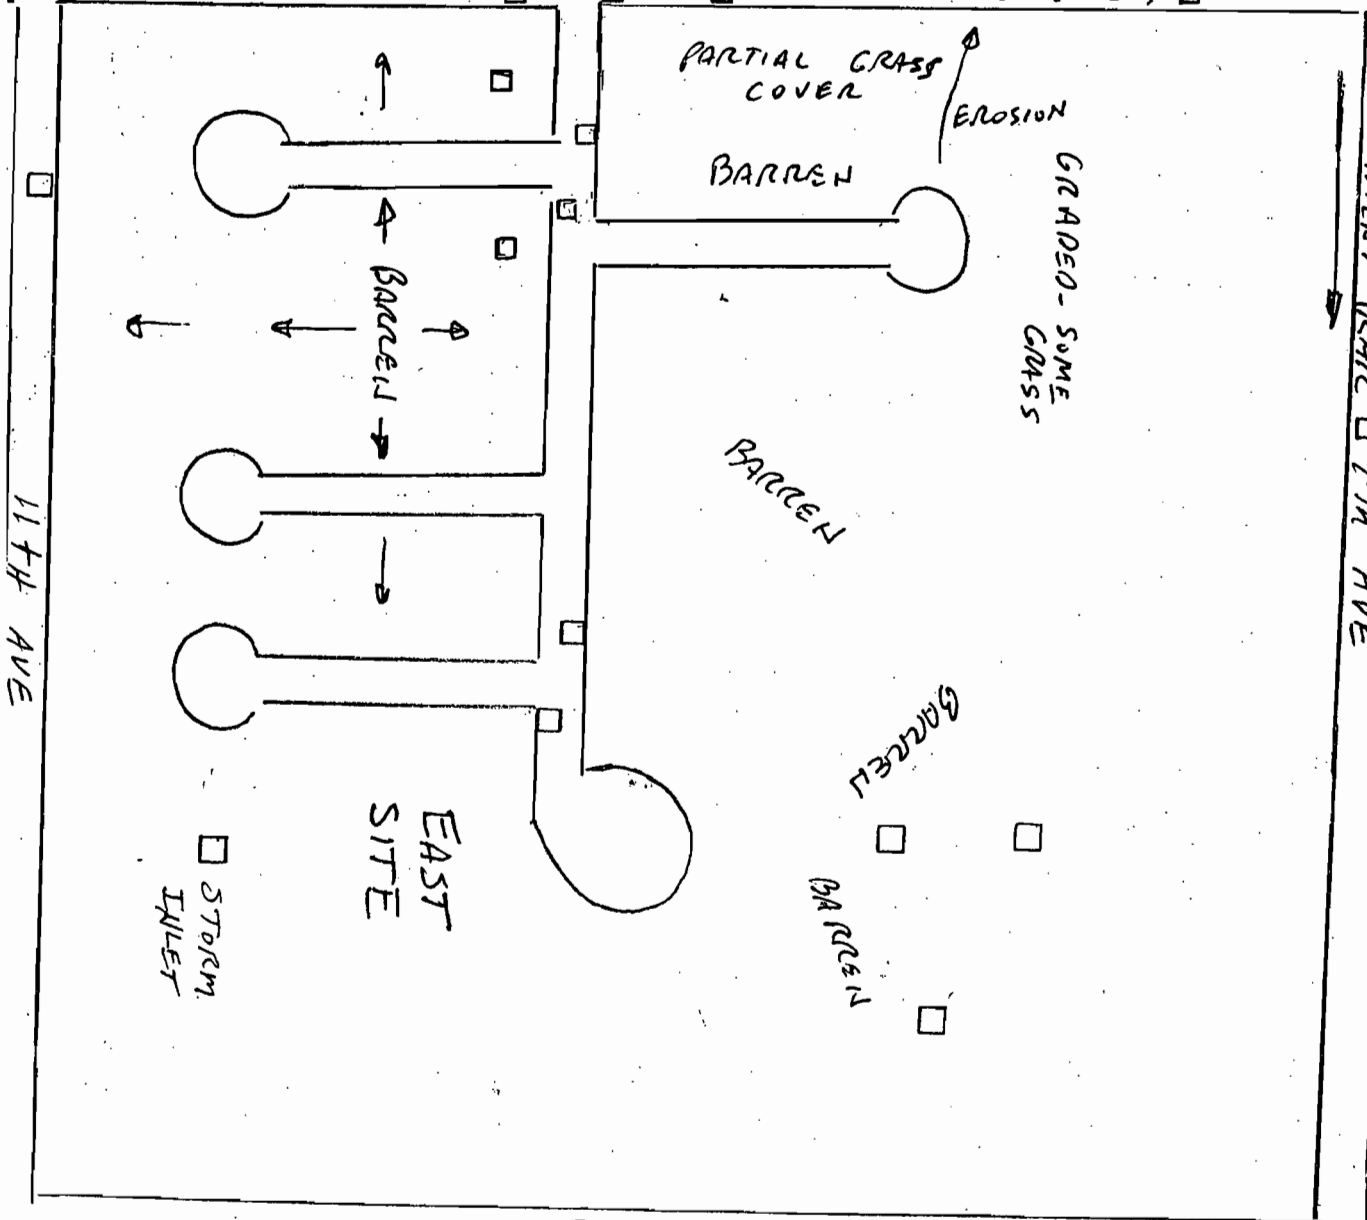 PARTIAL GRASS
COVER
EROSION
BARREN
GRADED - SOME
GRASS
BARREN
BARREN
BARREN
BARREN
EAST
SITE
STORM
INLET
11TH AVE
AVE